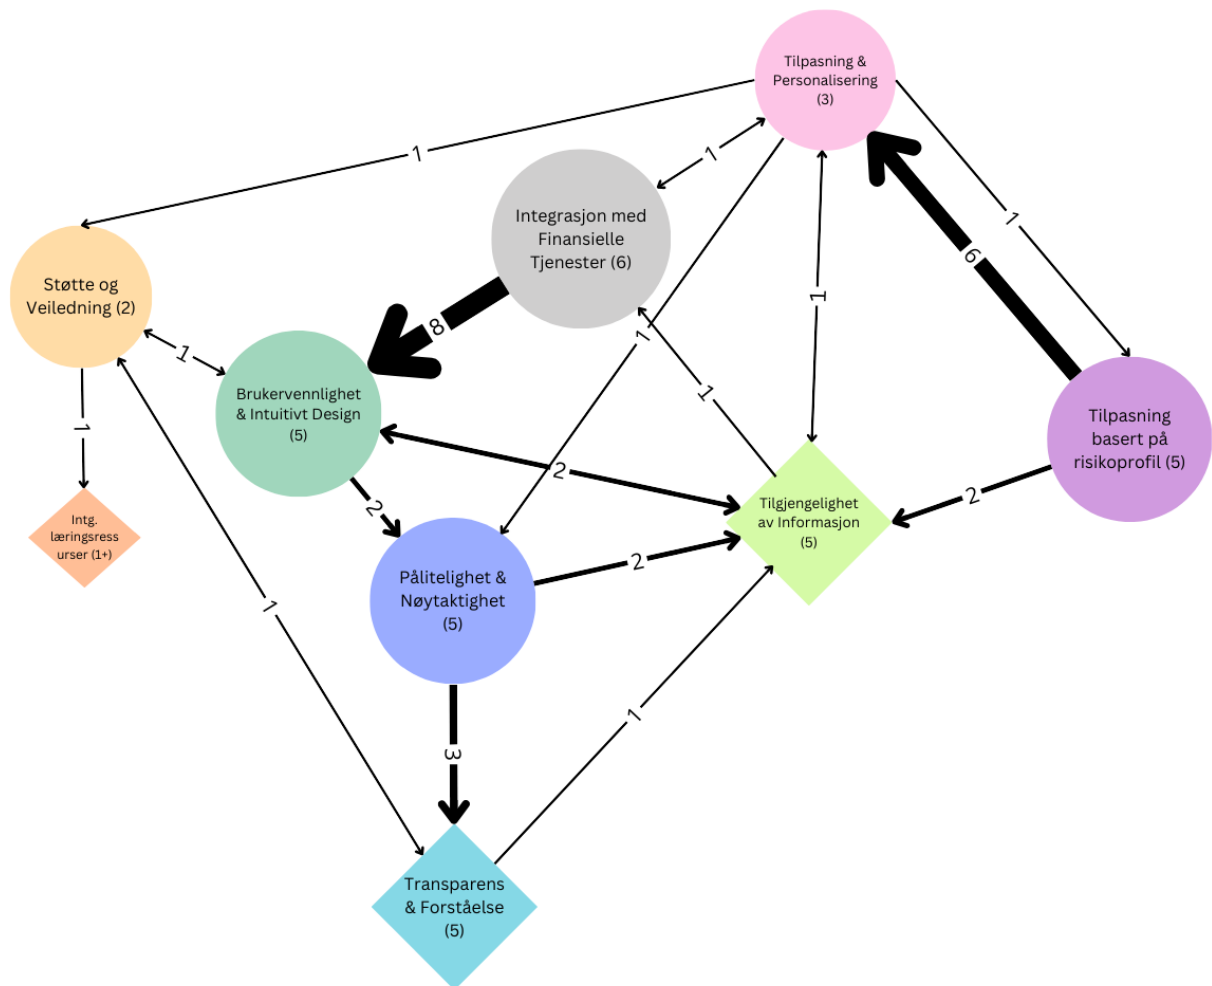 Tilpasning &
Personalisering
(3)
1
1
Integrasjon med
Finansielle
Tjenester (6)
1
6
Støtte og
Veiledning (2)
1
8
1
1
Brukervennlighet
& Intuitivt Design
(5)
1
Tilpasning
basert på
risikoprofil (5)
1
2
2
2
Tilgjengelighet
av Informasjon
(5)
Intg.
læringsress
urser (1+)
2
Pålitelighet &
Nøytaktighet
(5)
1
1
3
Transparens
& Forståelse
(5)